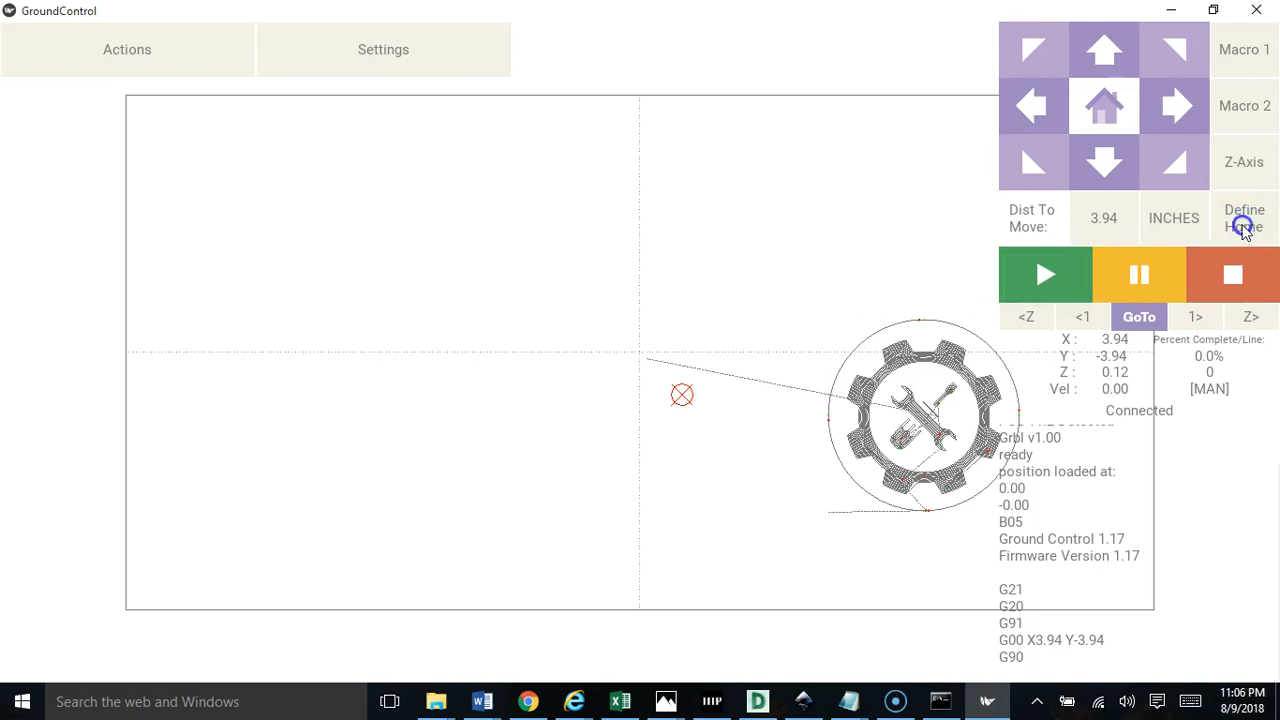 GroundControl
Actions
Settings
Macro 1
Macro 2
Z-Axis
Dist To
Move:
3.94
INCHES
Define
Home
<Z
<1
GoTo
1>
Z>
X : 3.94
Y : -3.94
Z : 0.12
Vel : 0.00
Percent Complete/Line:
0.0%
0
[MAN]
Connected
Grbl v1.00
ready
position loaded at:
0.00
-0.00
B05
Ground Control 1.17
Firmware Version 1.17
G21
G20
G91
G00 X3.94 Y-3.94
G90
Search the web and Windows
11:06 PM
8/9/2018